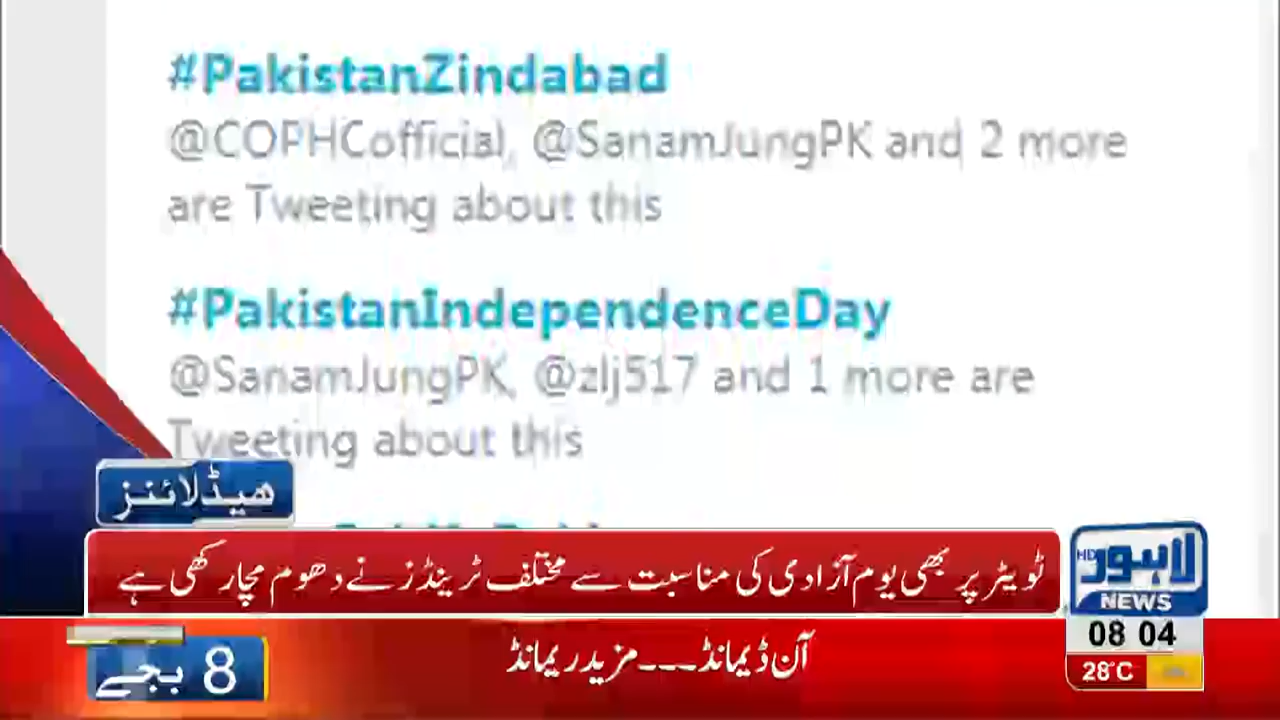 #PakistanZindabad
@COPHCofficial, @SanamJungPK and 2 more
are Tweeting about this
#PakistanIndependenceDay
@SanamJungPK, @zlj517 and 1 more are
Tweeting about this
ھیڈلائنز
ٹویٹر پر بھی یوم آزادی کی مناسبت سے مختلف ٹرینڈز نے دھوم مچا رکھی ہے
لاہور HD
NEWS
08 04
آن ڈیمانڈ۔۔۔مزید ریمانڈ
8 بجے
28°C